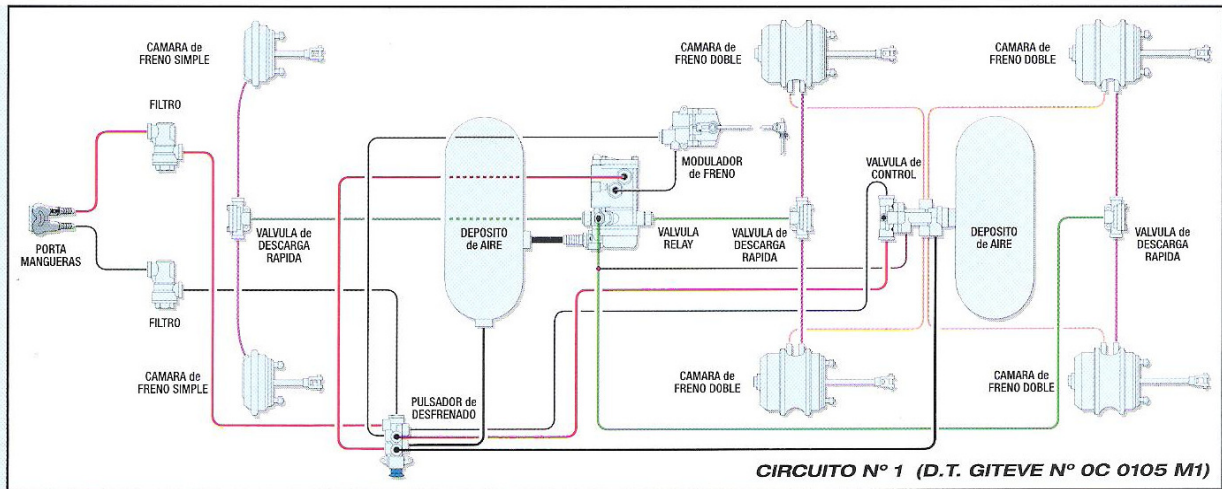 CAMARA de
FRENO SIMPLE
CAMARA de
FRENO DOBLE
CAMARA de
FRENO DOBLE
FILTRO
MODULADOR
de FRENO
VALVULA de
CONTROL
PORTA
MANGUERAS
VALVULA de
DESCARGA
RAPIDA
DEPOSITO
de AIRE
VALVULA
RELAY
VALVULA de
DESCARGA
RAPIDA
DEPOSITO
de AIRE
VALVULA de
DESCARGA
RAPIDA
FILTRO
CAMARA de
FRENO SIMPLE
PULSADOR de
DESFRENADO
CAMARA de
FRENO DOBLE
CAMARA de
FRENO DOBLE
CIRCUITO Nº 1 (D.T. GITEVE Nº 0C 0105 M1)